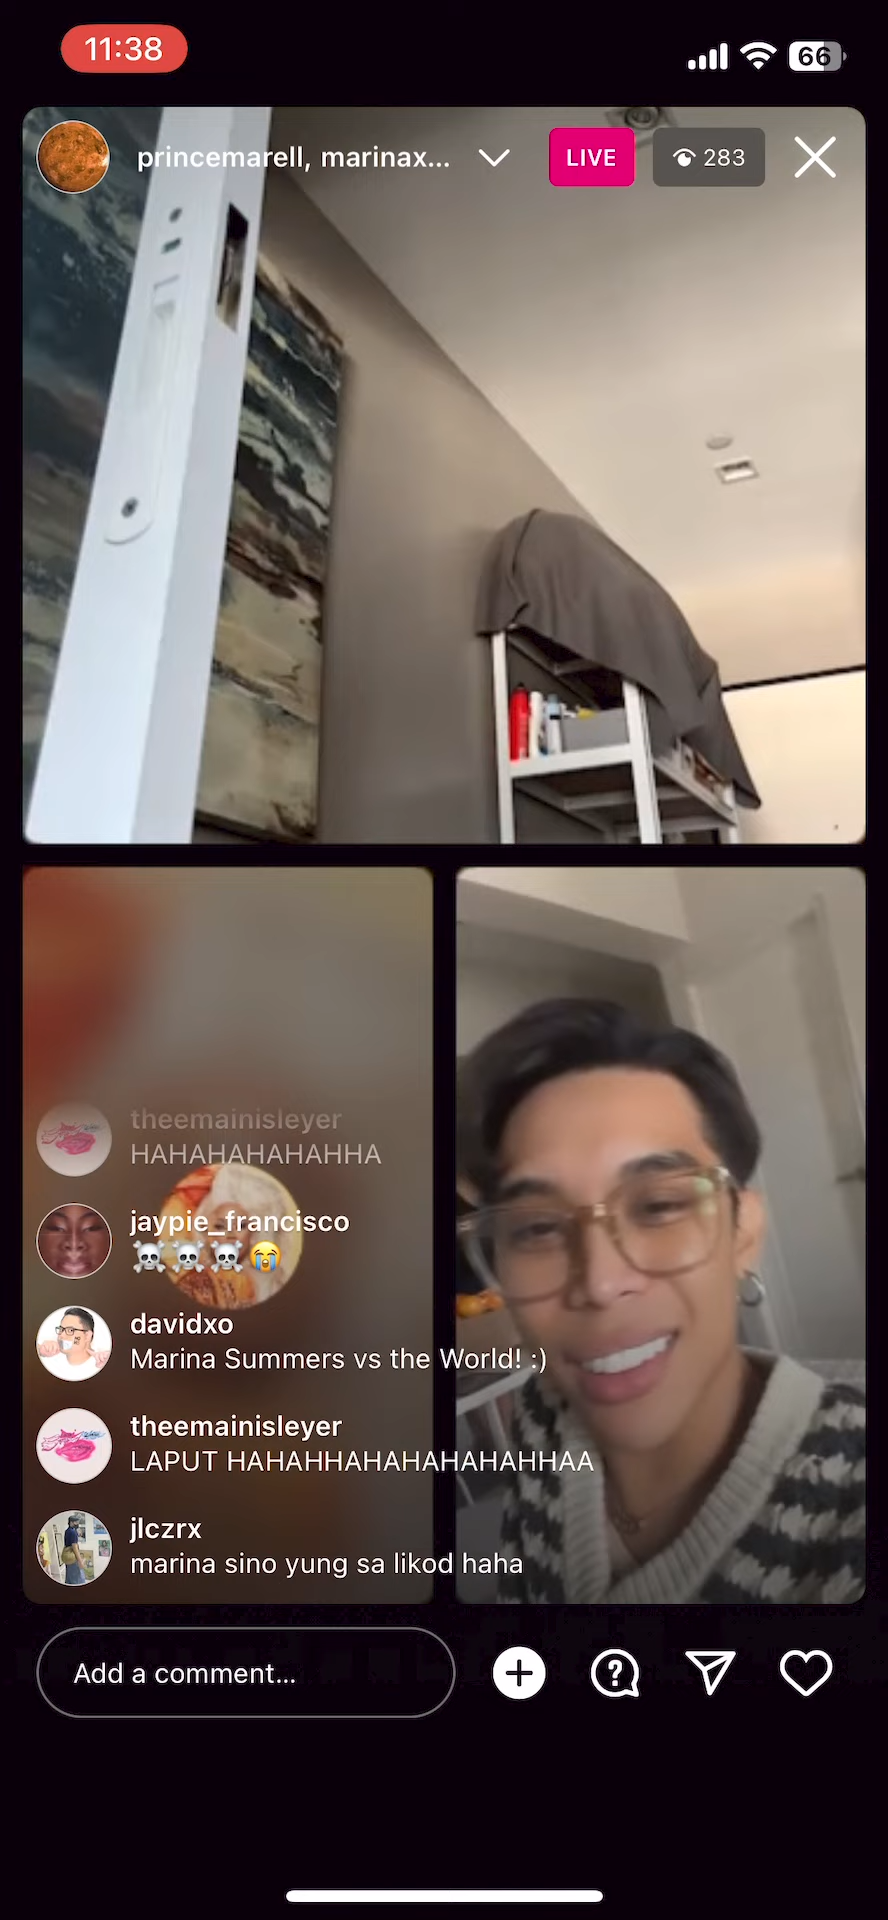 11:38
66
princemarell, marinax...
LIVE
283
theemainisleyer
HAHAHAHAHAHHA
jaypie_francisco
☠️☠️☠️😭
davidxo
Marina Summers vs the World! :)
theemainisleyer
LAPUT HAHAHHAHAHAHAHAHHAA
jlczrx
marina sino yung sa likod haha
Add a comment...